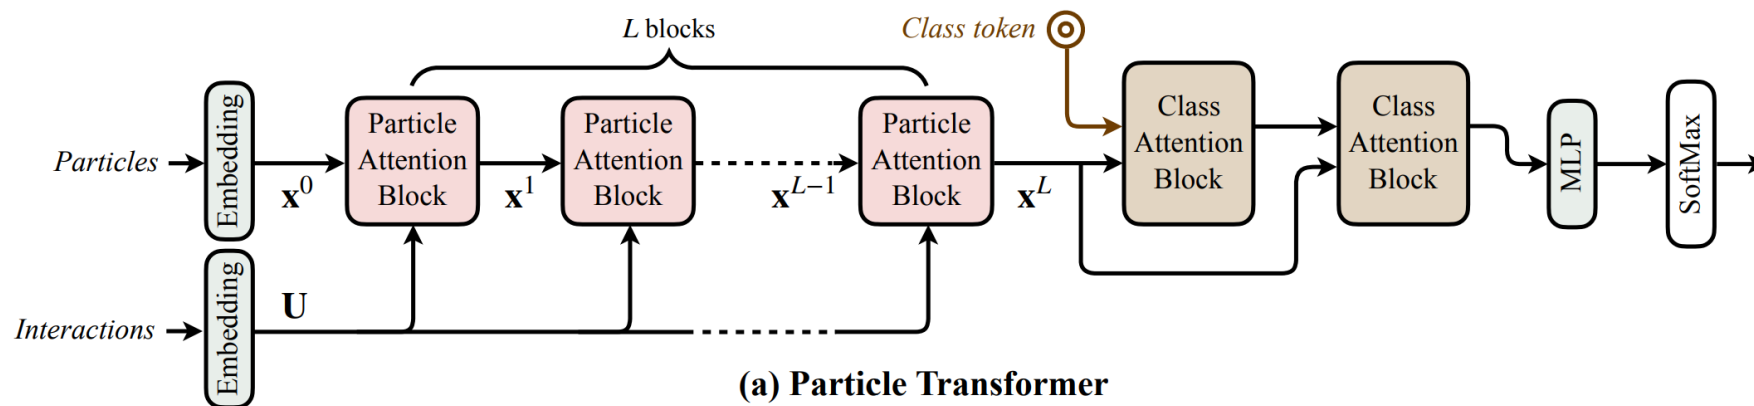 L blocks
Class token
Particles
Embedding
x⁰
Particle
Attention
Block
x¹
Particle
Attention
Block
xᴸ⁻¹
Particle
Attention
Block
xᴸ
Class
Attention
Block
Class
Attention
Block
MLP
SoftMax
Interactions
Embedding
U
(a) Particle Transformer